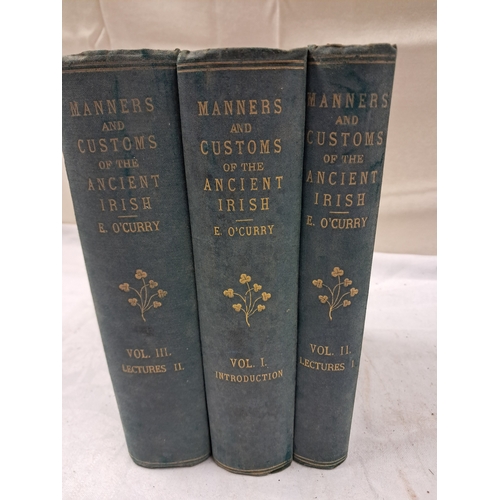 MANNERS
AND
CUSTOMS
OF THE
ANCIENT
IRISH
E. O'CURRY
VOL. III.
LECTURES II.
MANNERS
AND
CUSTOMS
OF THE
ANCIENT
IRISH
E. O'CURRY
VOL. I.
INTRODUCTION
MANNERS
AND
CUSTOMS
OF THE
ANCIENT
IRISH
E. O'CURRY
VOL. II.
LECTURES I.